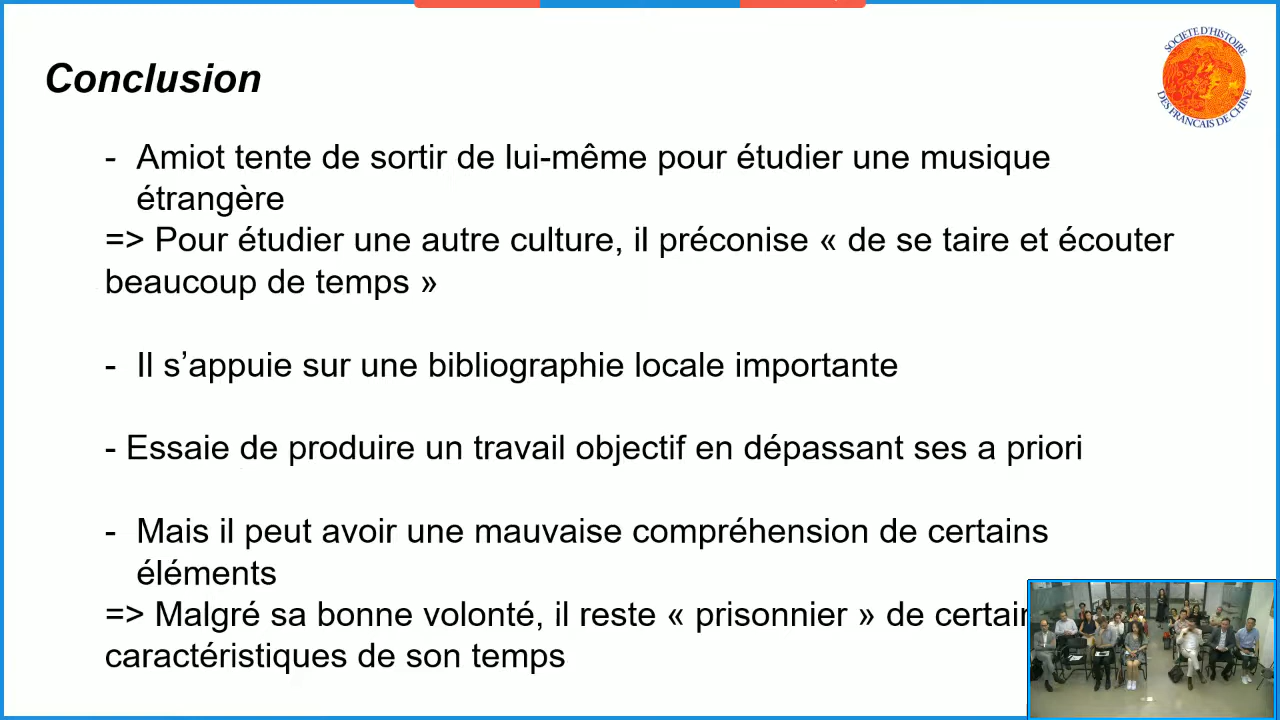 Conclusion
SOCIETE D'HISTOIRE
DES FRANCAIS DE CHINE
- Amiot tente de sortir de lui-même pour étudier une musique
étrangère
=> Pour étudier une autre culture, il préconise « de se taire et écouter
beaucoup de temps »
- Il s’appuie sur une bibliographie locale importante
- Essaie de produire un travail objectif en dépassant ses a priori
- Mais il peut avoir une mauvaise compréhension de certains
éléments
=> Malgré sa bonne volonté, il reste « prisonnier » de
caractéristiques de son temps